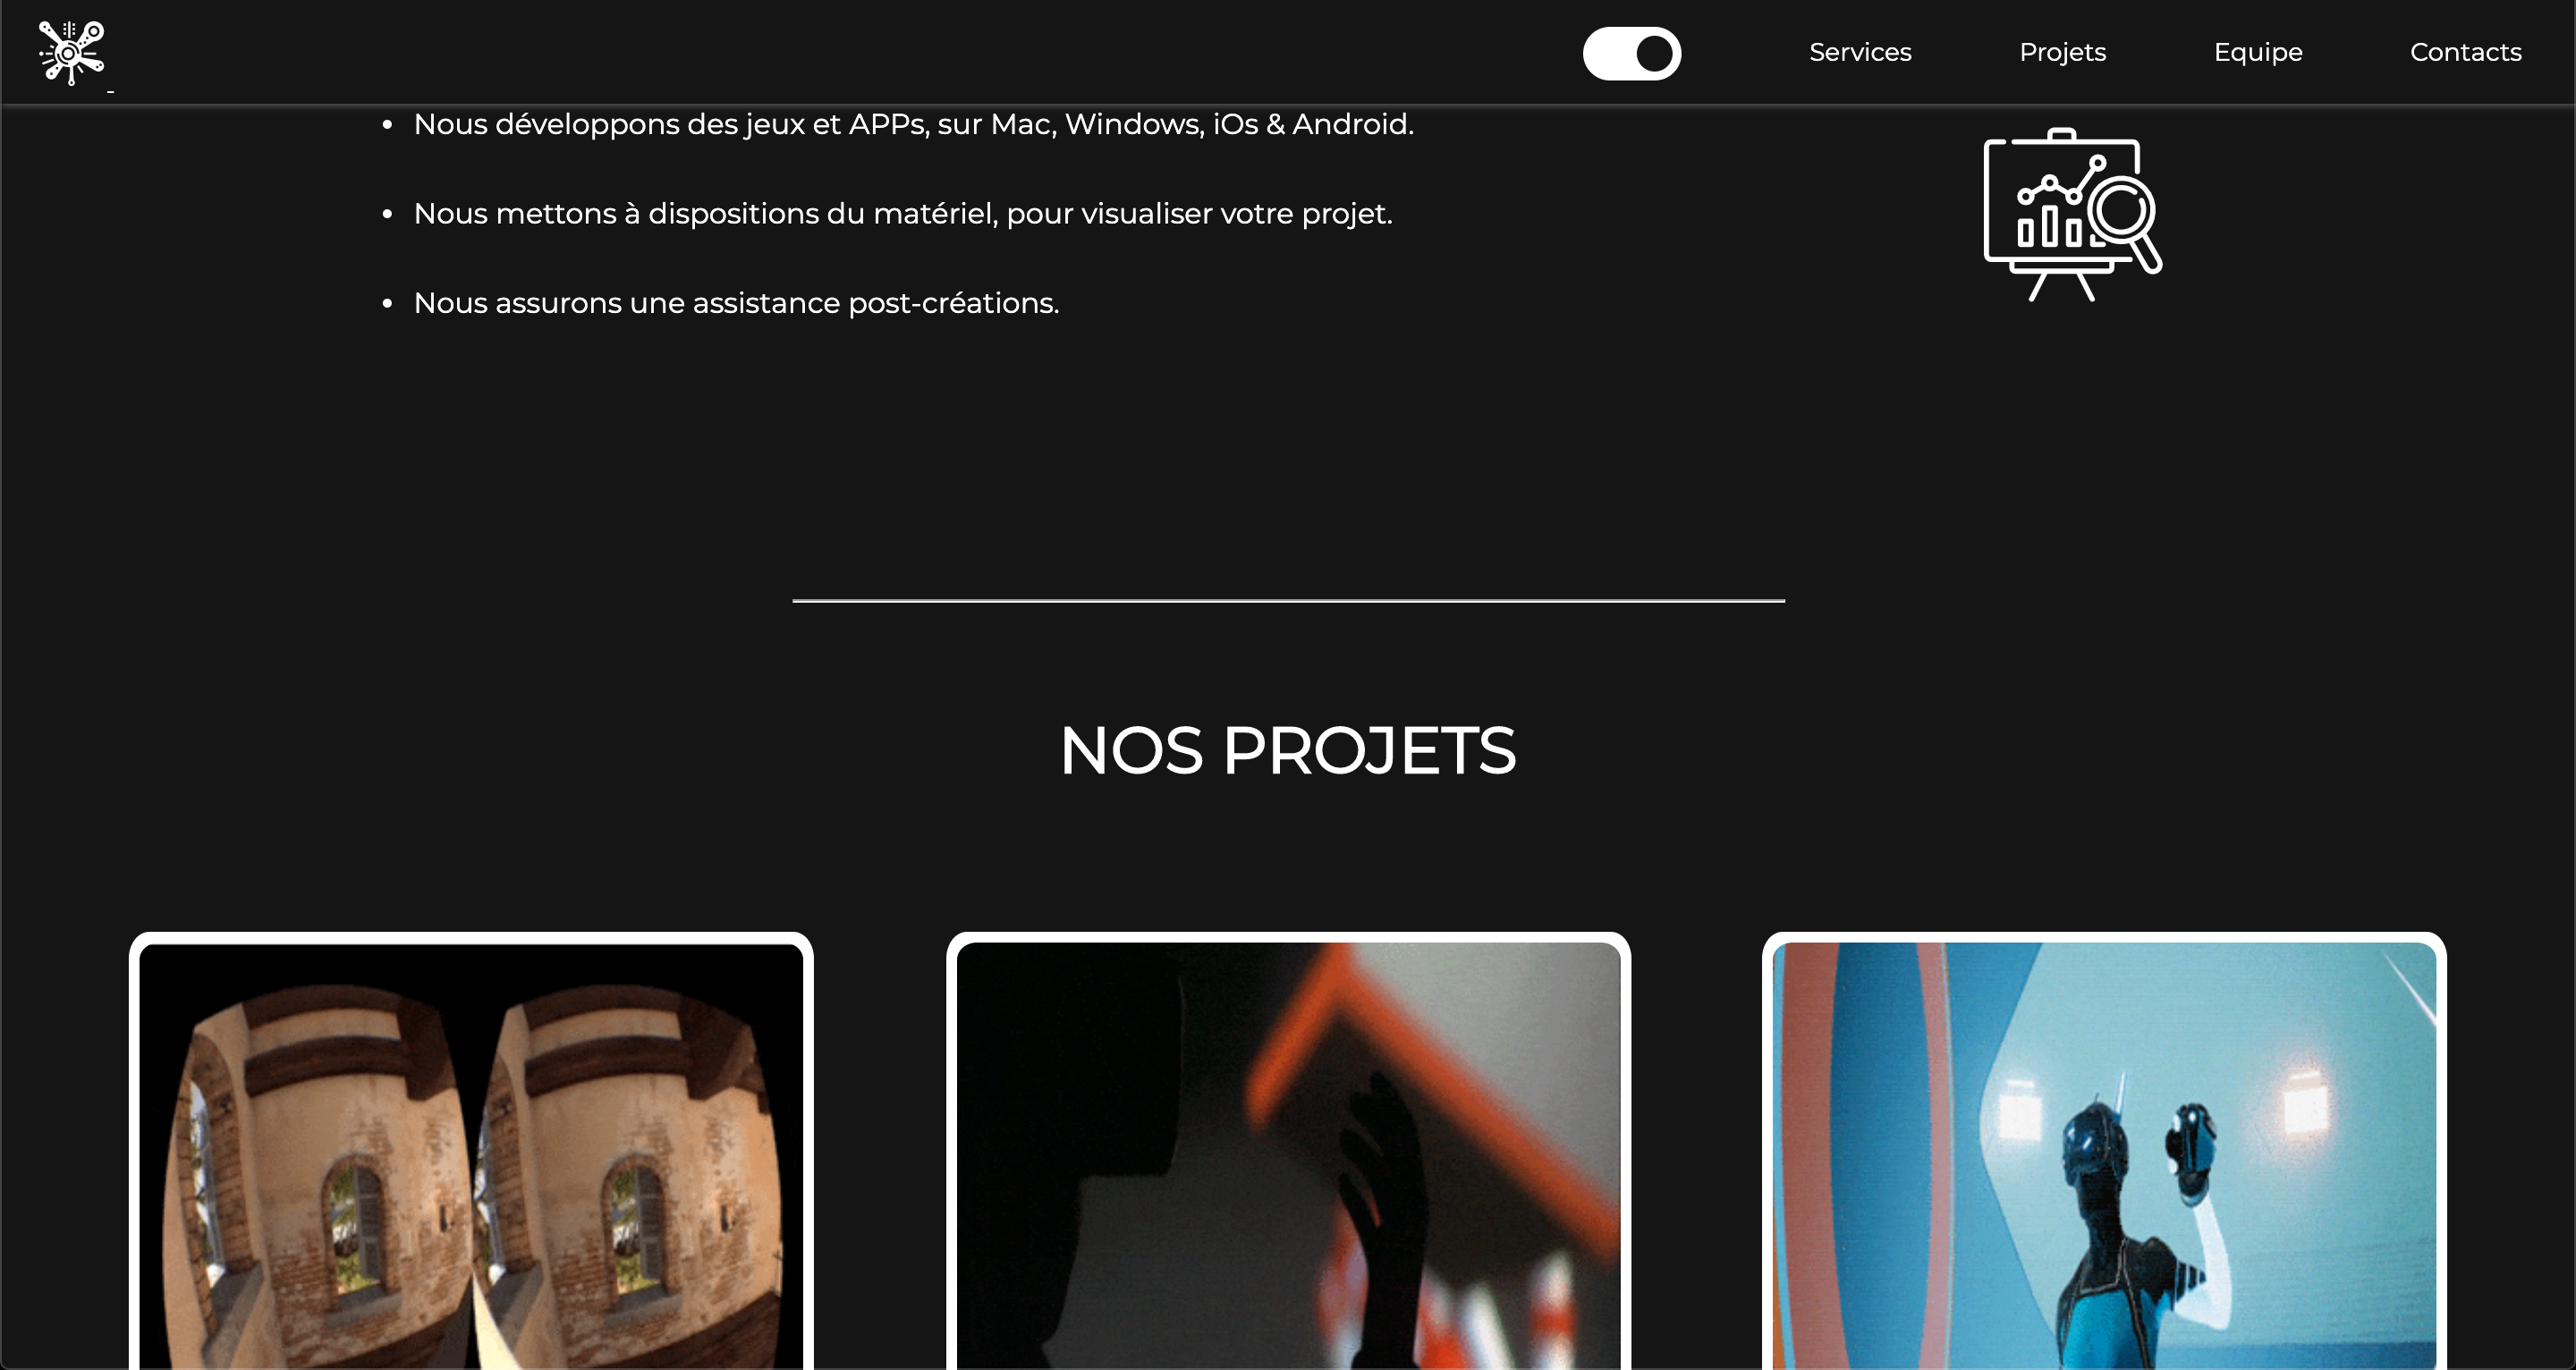 Services
Projets
Equipe
Contacts
Nous développons des jeux et APPs, sur Mac, Windows, iOs & Android.
Nous mettons à dispositions du matériel, pour visualiser votre projet.
Nous assurons une assistance post-créations.
NOS PROJETS